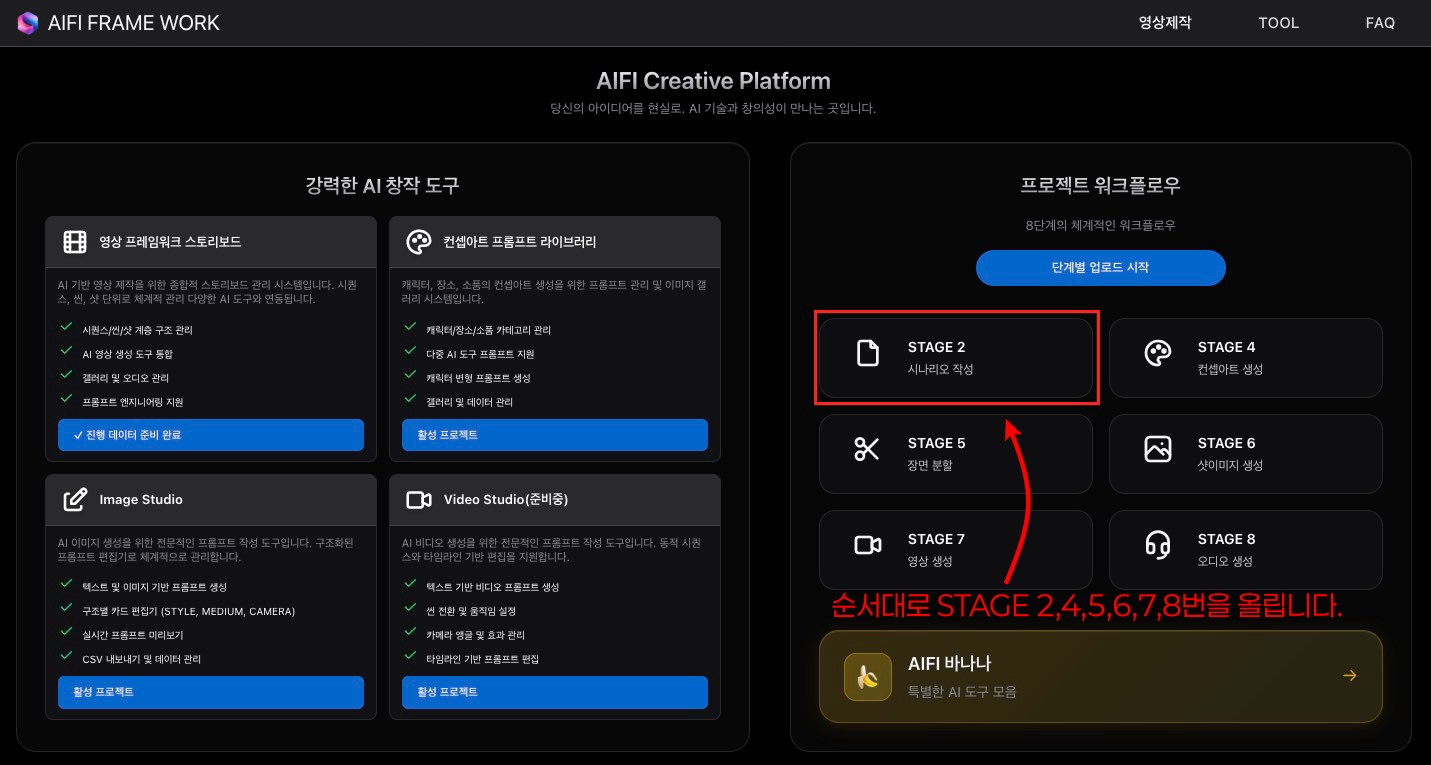 AIFI FRAME WORK
영상제작
TOOL
FAQ
AIFI Creative Platform
당신의 아이디어를 현실로. AI 기술과 창의성이 만나는 곳입니다.
강력한 AI 창작 도구
영상 프레임워크 스토리보드
AI 기반 영상 제작을 위한 종합적 스토리보드 관리 시스템입니다. 시퀀
스, 씬, 샷 단위로 체계적 관리 다양한 AI 도구와 연동됩니다.
시퀀스/씬/샷 계층 구조 관리
AI 영상 생성 도구 통합
갤러리 및 오디오 관리
프롬프트 엔지니어링 지원
✓ 진행 데이터 준비 완료
컨셉아트 프롬프트 라이브러리
캐릭터, 장소, 소품의 컨셉아트 생성을 위한 프롬프트 관리 및 이미지 갤
러리 시스템입니다.
캐릭터/장소/소품 카테고리 관리
다중 AI 도구 프롬프트 지원
캐릭터 변형 프롬프트 생성
갤러리 및 데이터 관리
활성 프로젝트
Image Studio
AI 이미지 생성을 위한 전문적인 프롬프트 작성 도구입니다. 구조화된
프롬프트 편집기로 체계적으로 관리합니다.
텍스트 및 이미지 기반 프롬프트 생성
구조별 카드 편집기 (STYLE, MEDIUM, CAMERA)
실시간 프롬프트 미리보기
CSV 내보내기 및 데이터 관리
활성 프로젝트
Video Studio(준비중)
AI 비디오 생성을 위한 전문적인 프롬프트 작성 도구입니다. 동적 시퀀
스와 타임라인 기반 편집을 지원합니다.
텍스트 기반 비디오 프롬프트 생성
씬 전환 및 움직임 설정
카메라 앵글 및 효과 관리
타임라인 기반 프롬프트 편집
활성 프로젝트
프로젝트 워크플로우
8단계의 체계적인 워크플로우
단계별 업로드 시작
STAGE 2
시나리오 작성
STAGE 4
컨셉아트 생성
STAGE 5
장면 분할
STAGE 6
샷이미지 생성
STAGE 7
영상 생성
STAGE 8
오디오 생성
순서대로 STAGE 2,4,5,6,7,8번을 올립니다.
AIFI 바나나
특별한 AI 도구 모음